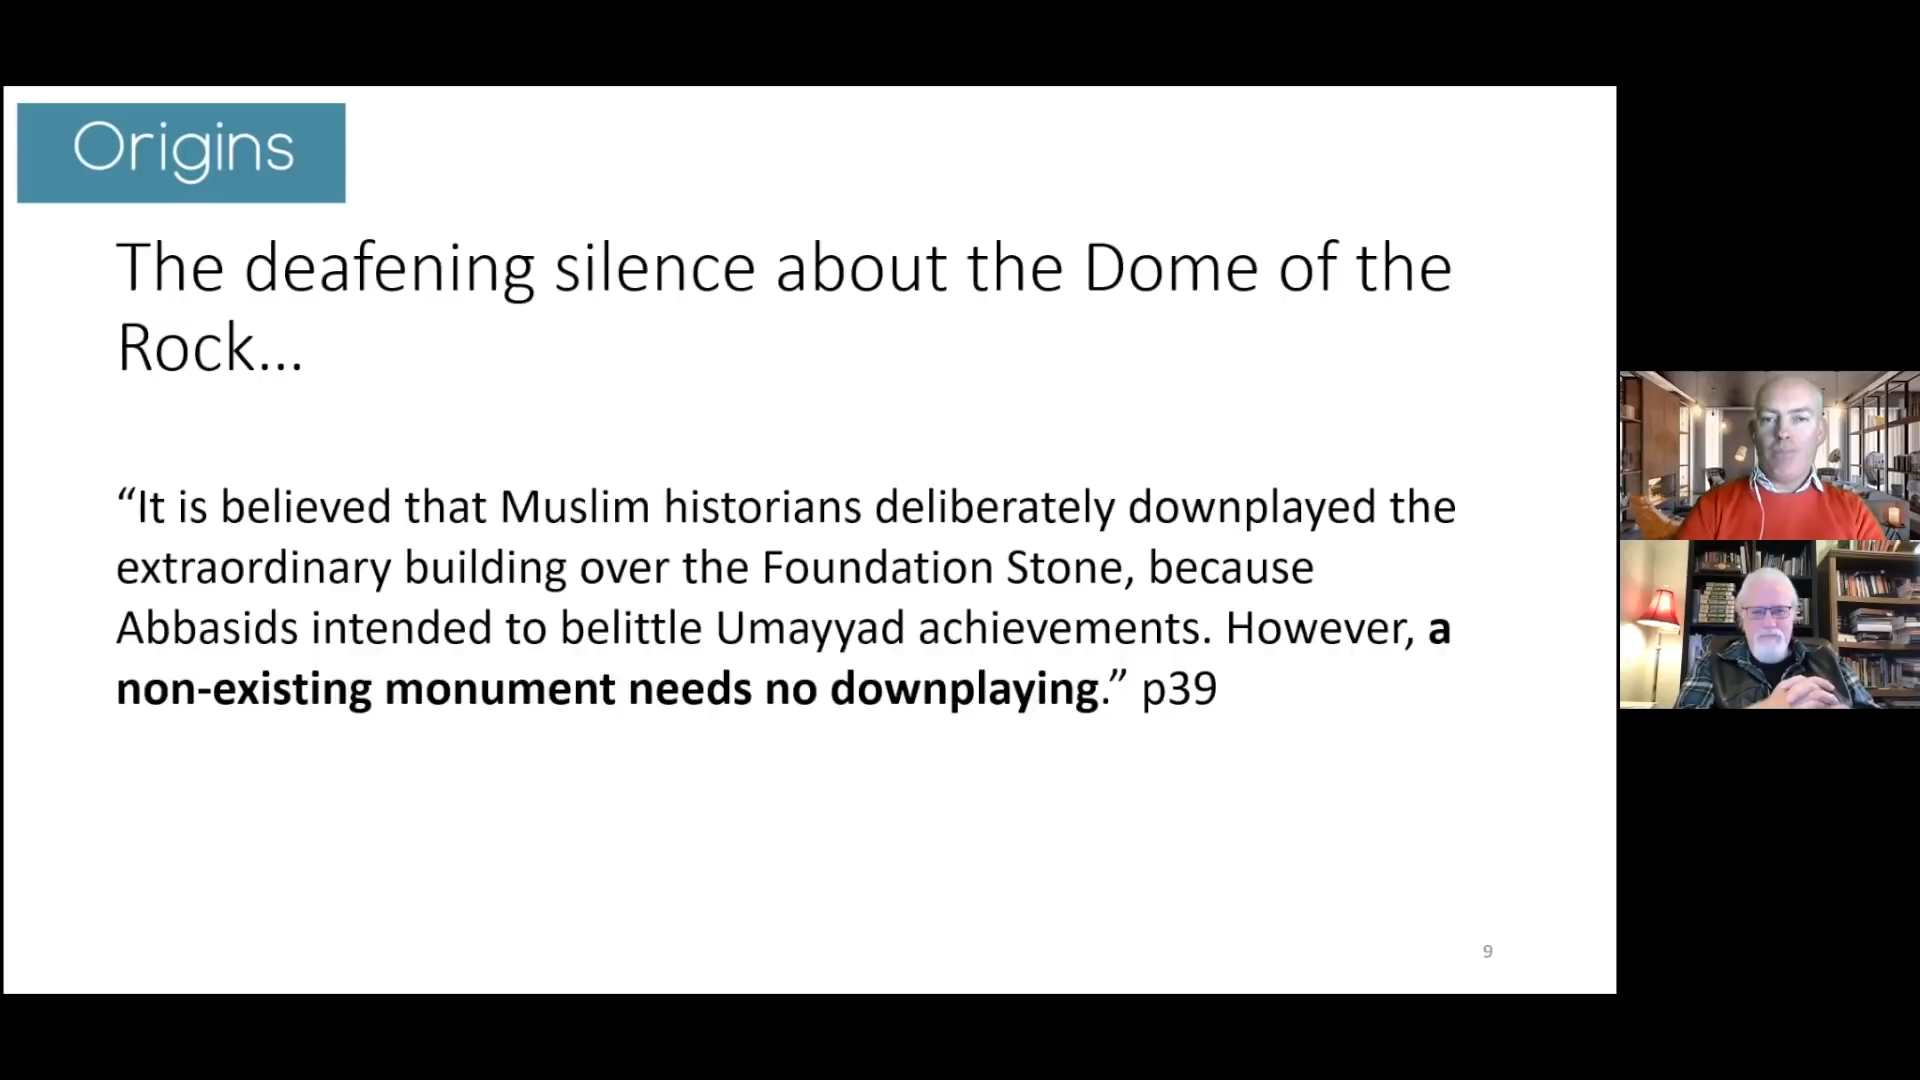 Origins
The deafening silence about the Dome of the
Rock...
“It is believed that Muslim historians deliberately downplayed the
extraordinary building over the Foundation Stone, because
Abbasids intended to belittle Umayyad achievements. However, a
non-existing monument needs no downplaying.” p39
9